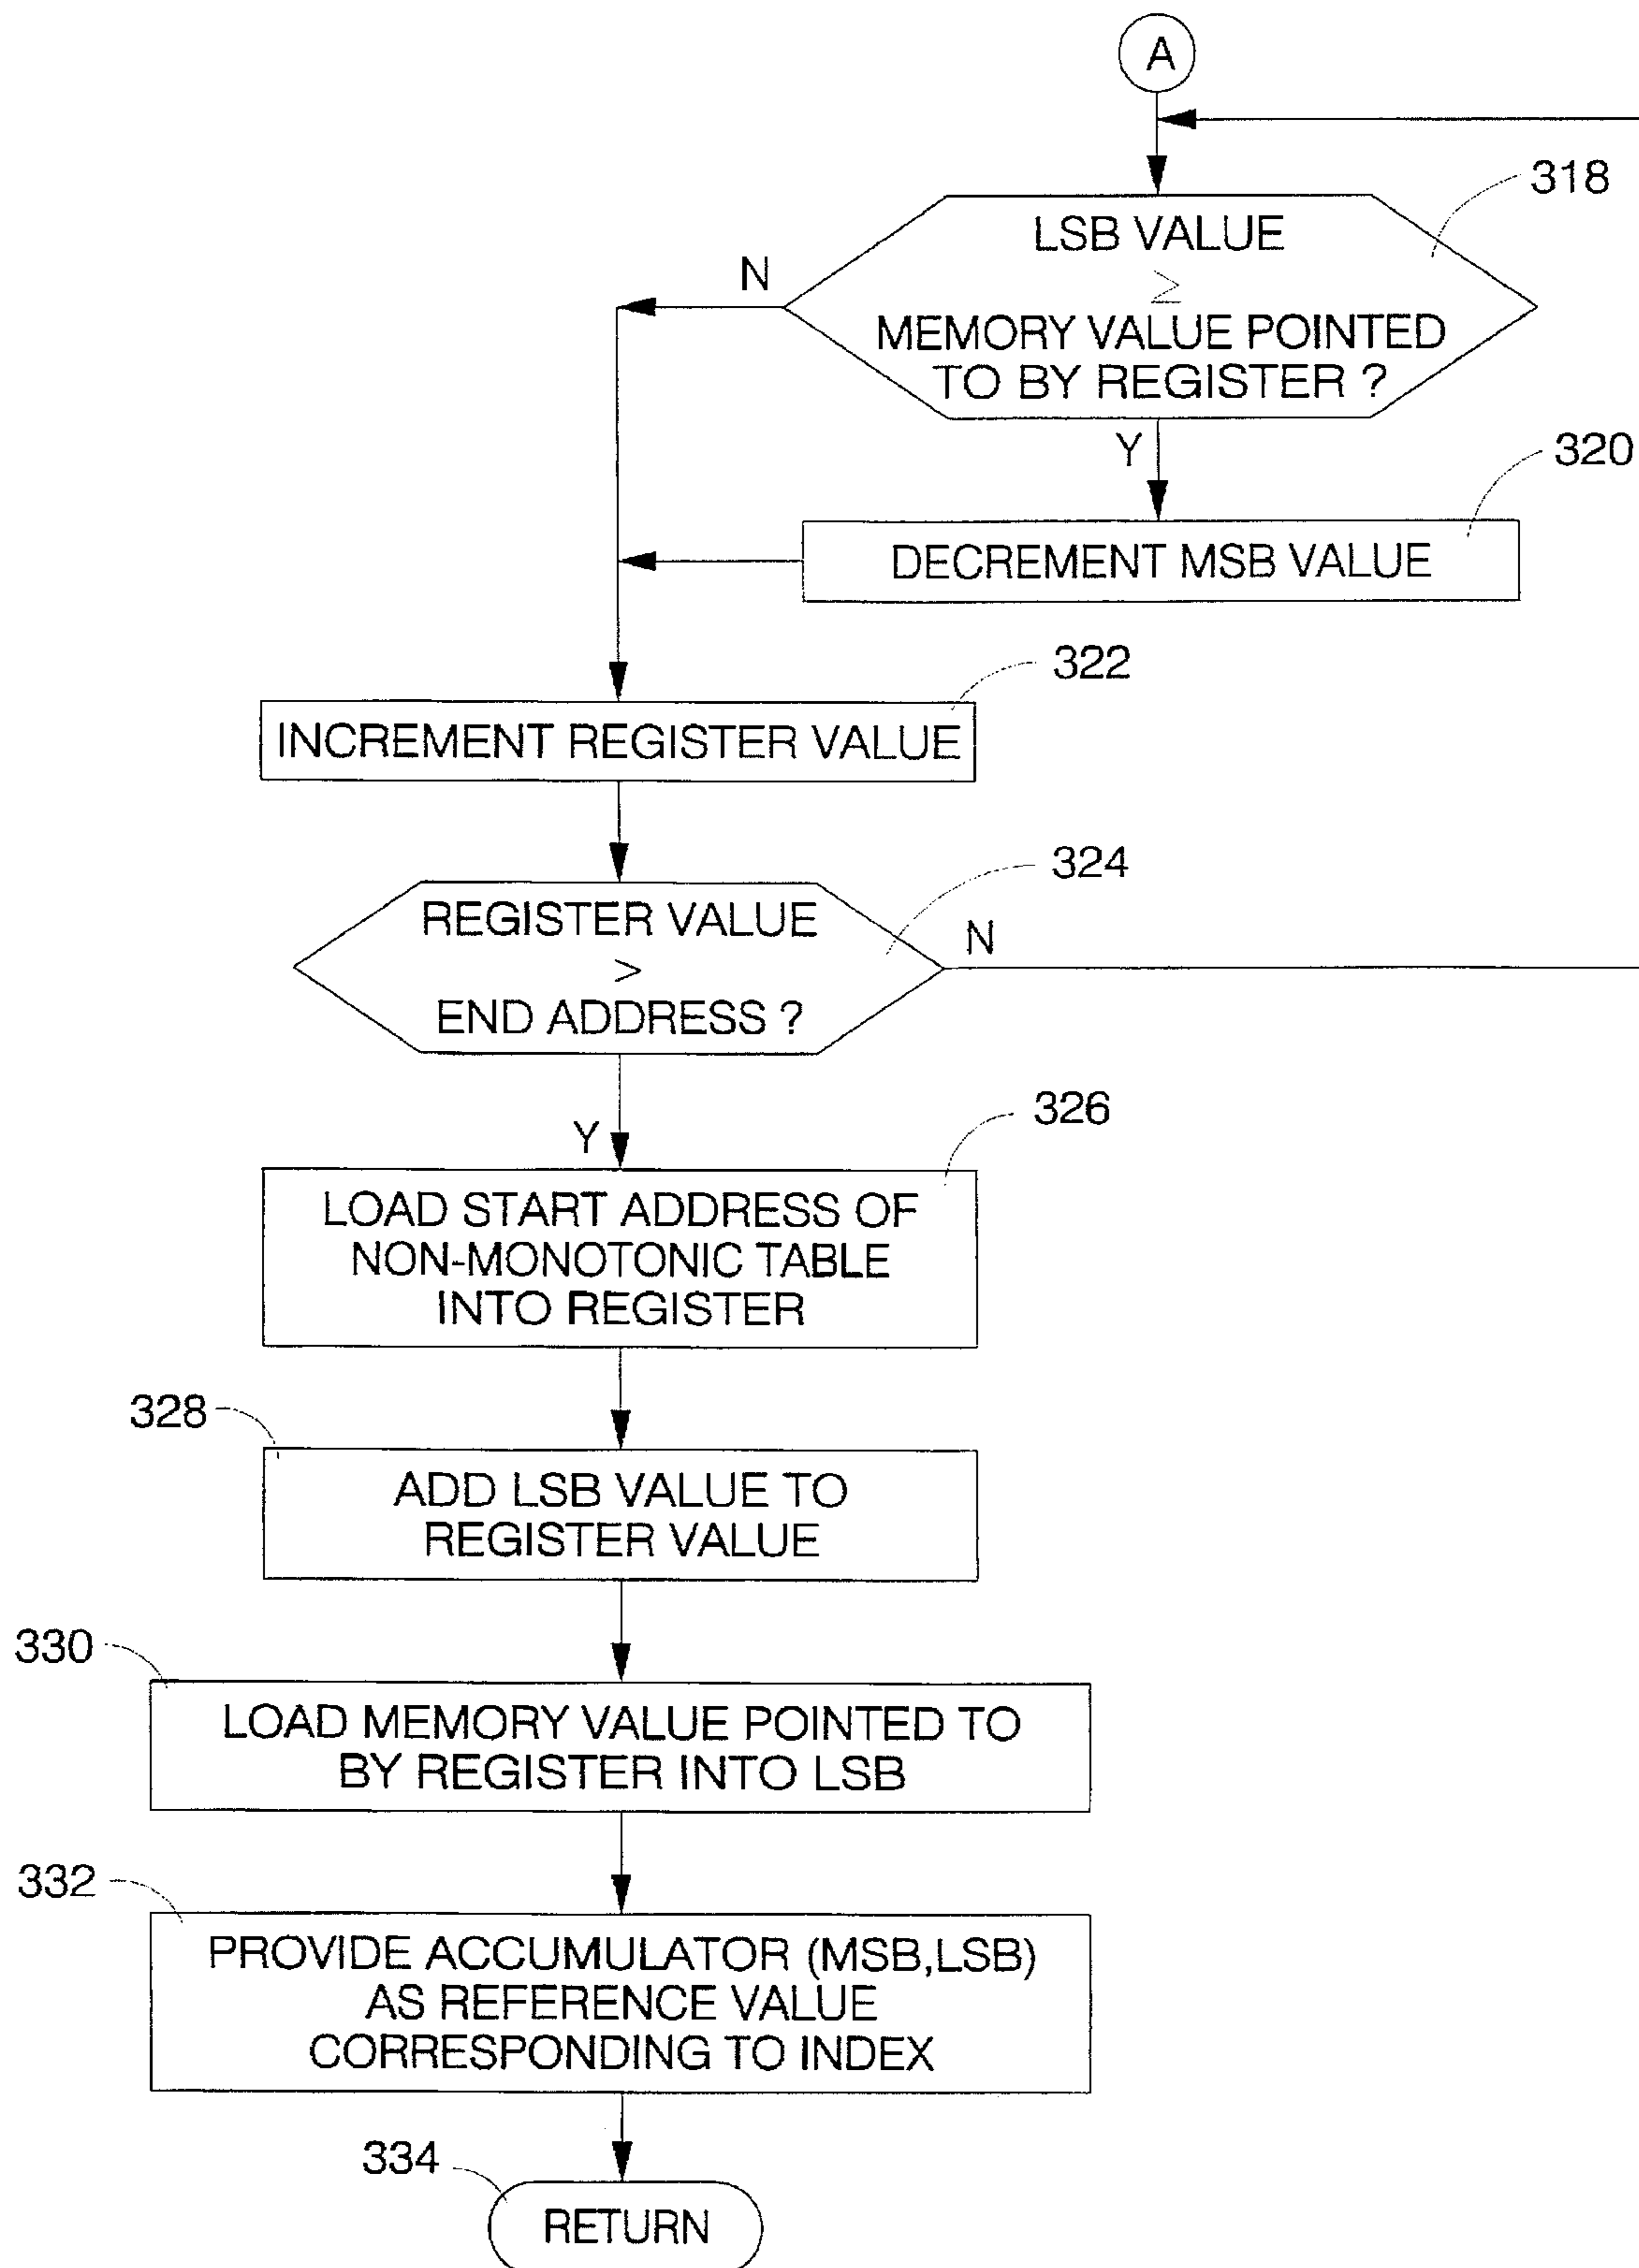 A
318
LSB VALUE
N
≥
MEMORY VALUE POINTED
TO BY REGISTER ?
Y
320
DECREMENT MSB VALUE
322
INCREMENT REGISTER VALUE
324
REGISTER VALUE
N
>
END ADDRESS ?
326
Y
LOAD START ADDRESS OF
NON-MONOTONIC TABLE
INTO REGISTER
328
ADD LSB VALUE TO
REGISTER VALUE
330
LOAD MEMORY VALUE POINTED TO
BY REGISTER INTO LSB
332
PROVIDE ACCUMULATOR (MSB,LSB)
AS REFERENCE VALUE
CORRESPONDING TO INDEX
334
RETURN